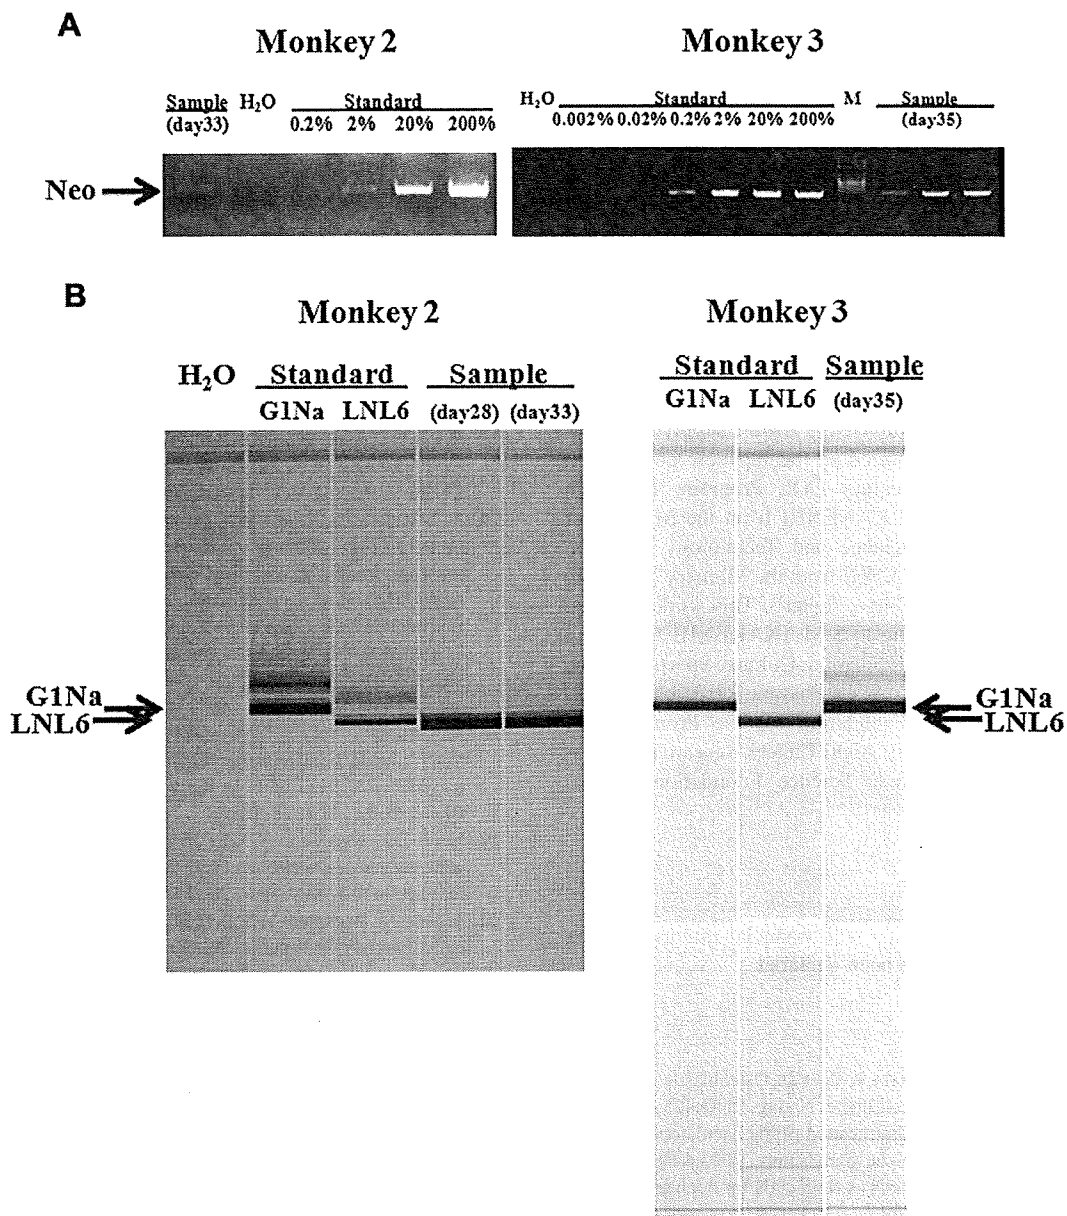 A
Monkey 2
Monkey 3
Sample H₂O Standard
(day33) 0.2% 2% 20% 200%
H₂O Standard M Sample
0.002% 0.02% 0.2% 2% 20% 200% (day35)
Neo
B
Monkey 2
Monkey 3
H₂O Standard Sample
G1Na LNL6 (day28) (day33)
Standard Sample
G1Na LNL6 (day35)
G1Na
LNL6
G1Na
LNL6